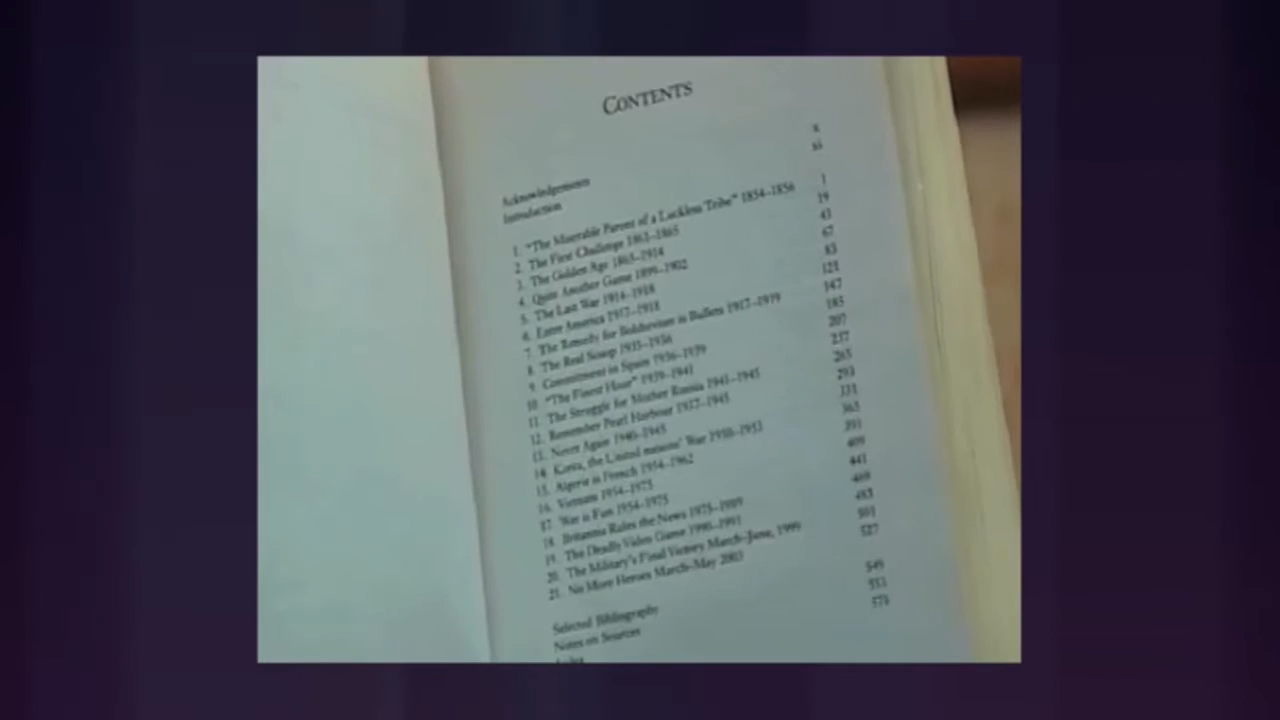 CONTENTS
Acknowledgements x
Introduction xi
1. "The Miserable Parent of a Luckless Tribe" 1854–1856 1
2. The First Challenge 1861–1865 19
3. The Golden Age 1865–1914 43
4. Quite Another Game 1899–1902 67
5. The Last War 1914–1918 83
6. Enter America 1917–1918 121
7. The Remedy for Bolshevism is Bullets 1917–1919 147
8. The Real Scoop 1935–1936 185
9. Commitment in Spain 1936–1939 207
10. "The Finest Hour" 1939–1941 237
11. The Struggle for Mother Russia 1941–1945 265
12. Remember Pearl Harbour 1937–1945 293
13. Never Again 1940–1945 331
14. Korea, the United nations' War 1950–1953 365
15. Algeria is French 1954–1962 391
16. Vietnam 1954–1975 409
17. War is Fun 1954–1975 441
18. Britannia Rules the News 1975–1989 469
19. The Deadly Video Game 1990–1991 483
20. The Military's Final Victory March–June, 1999 501
21. No More Heroes March–May 2003 527
Selected Bibliography 549
Notes on Sources 553
Index 573